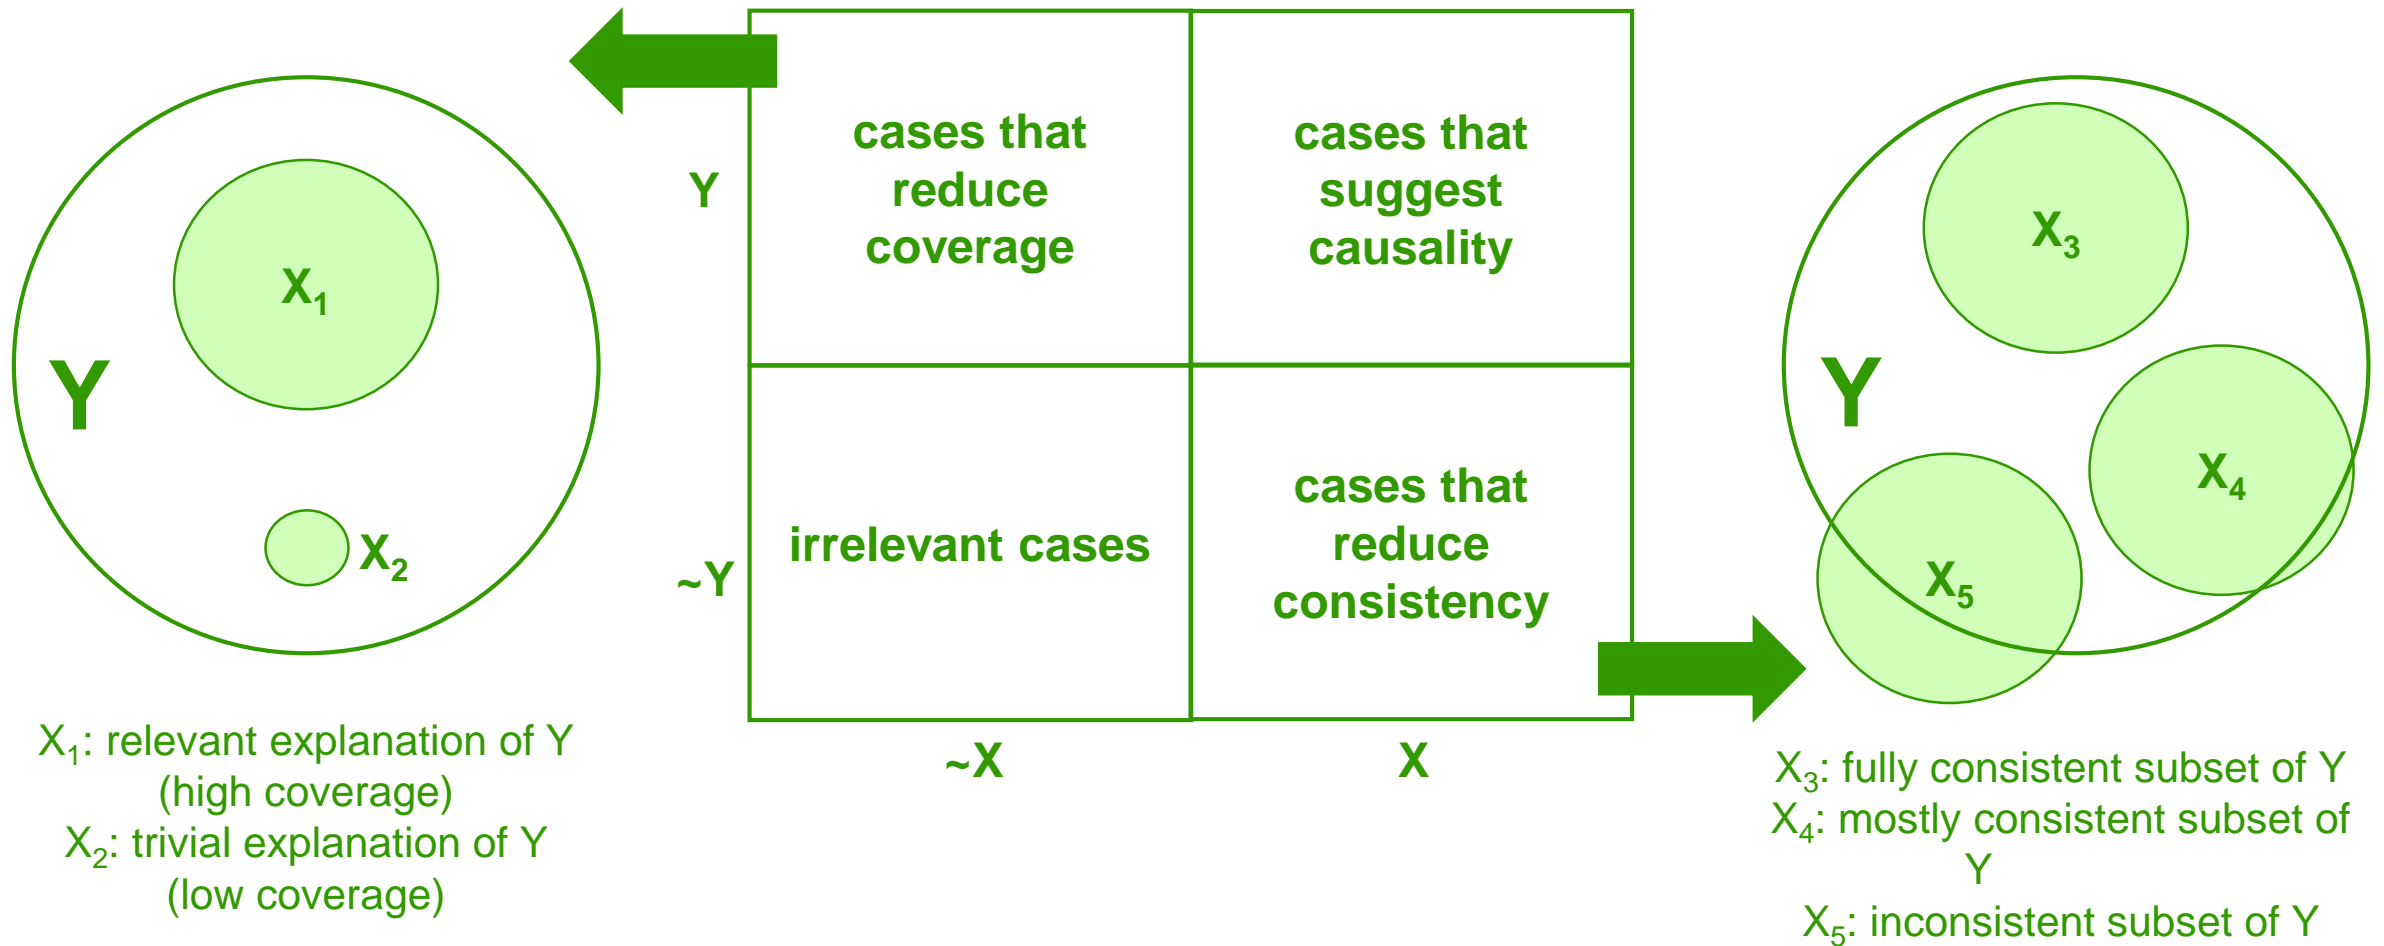 Y
X₁
X₂
X₁: relevant explanation of Y
(high coverage)
X₂: trivial explanation of Y
(low coverage)
Y
cases that
reduce
coverage
cases that
suggest
causality
~Y
irrelevant cases
cases that
reduce
consistency
~X
X
Y
X₃
X₄
X₅
X₃: fully consistent subset of Y
X₄: mostly consistent subset of
Y
X₅: inconsistent subset of Y